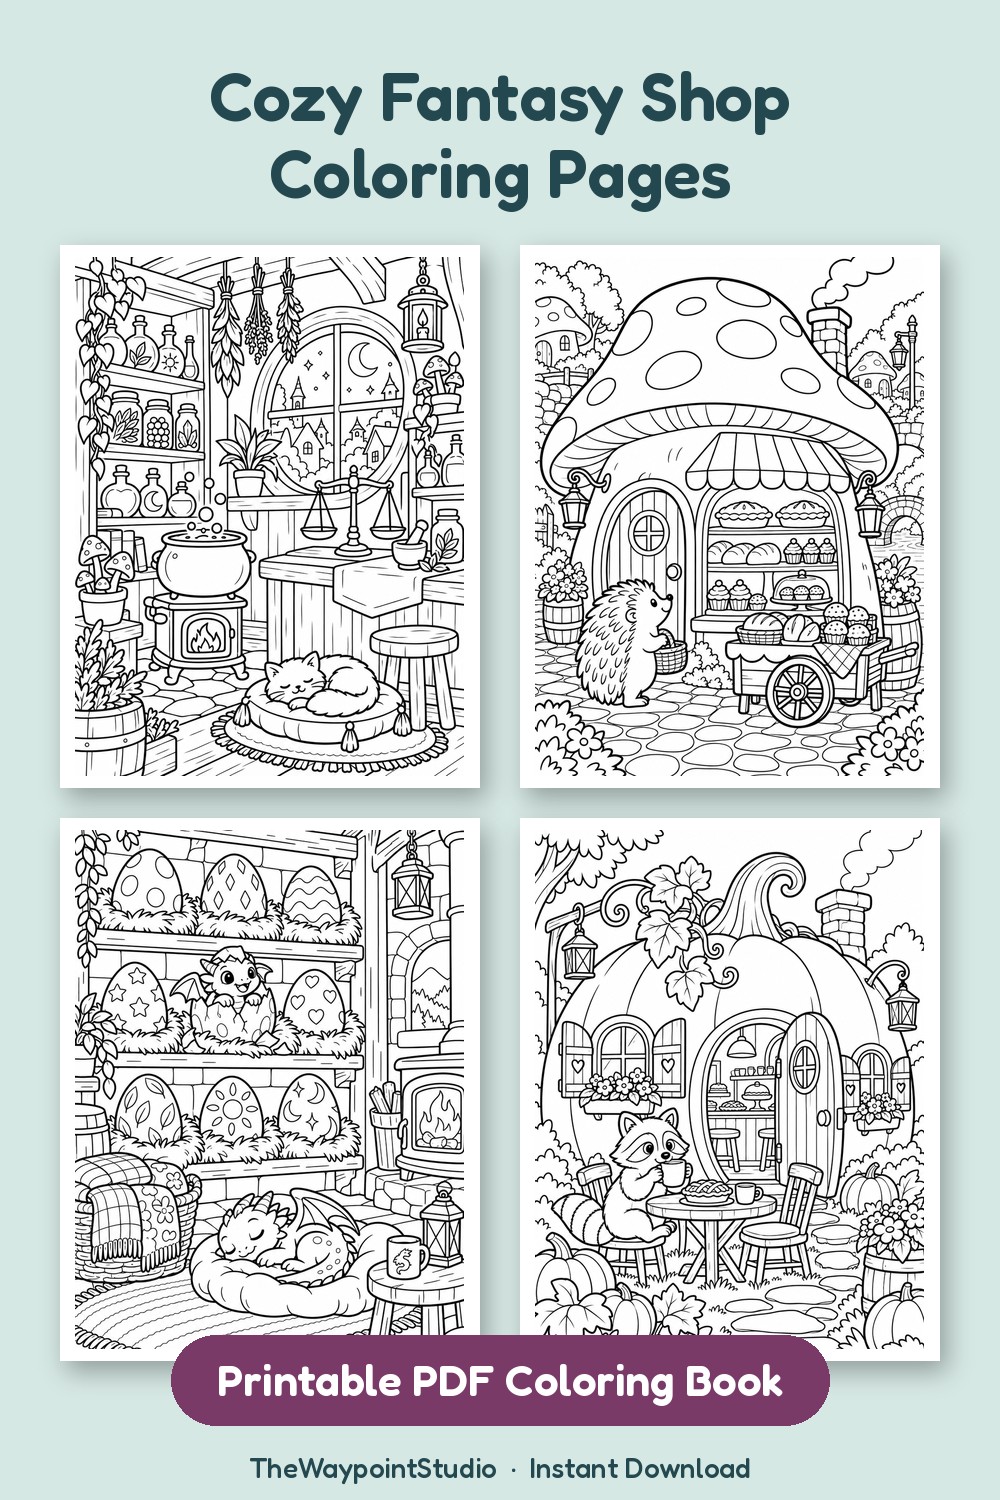 Cozy Fantasy Shop
Coloring Pages
Printable PDF Coloring Book
TheWaypointStudio · Instant Download